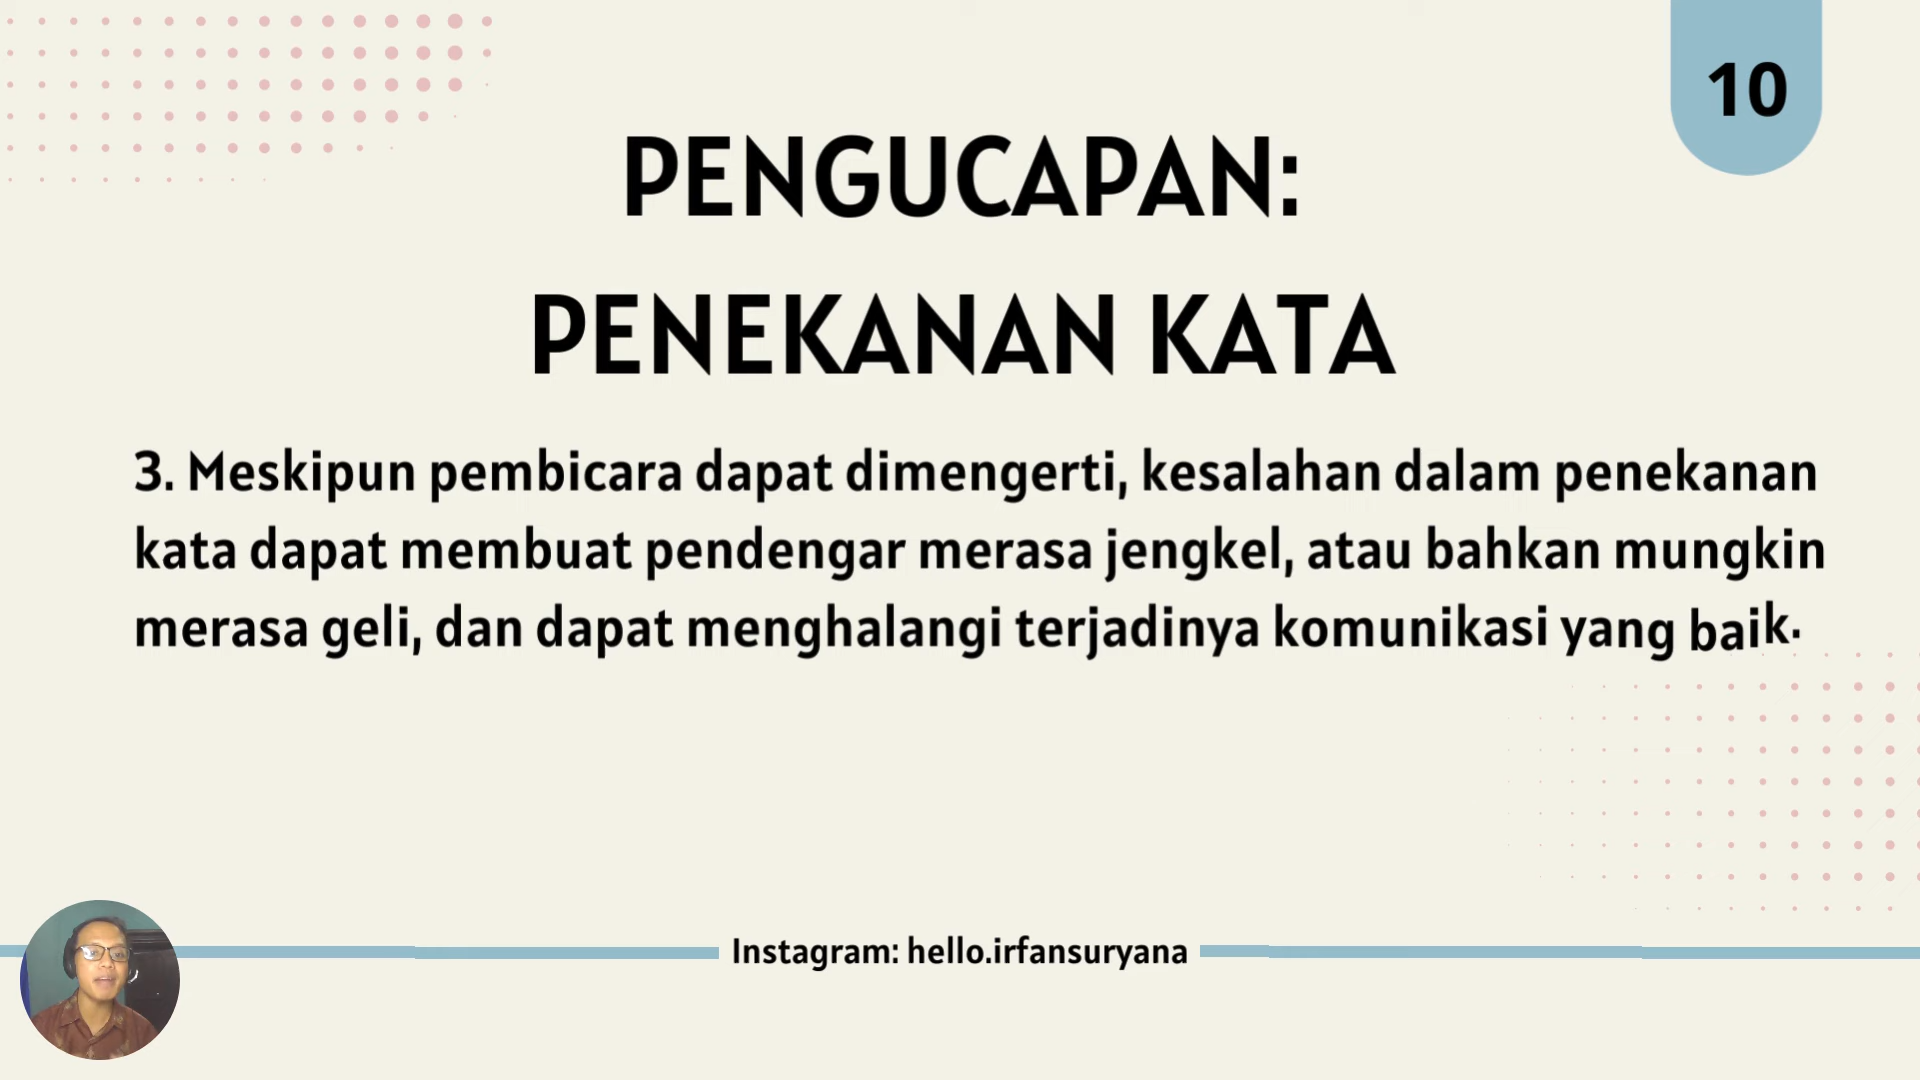 10
PENGUCAPAN:
PENEKANAN KATA
3. Meskipun pembicara dapat dimengerti, kesalahan dalam penekanan
kata dapat membuat pendengar merasa jengkel, atau bahkan mungkin
merasa geli, dan dapat menghalangi terjadinya komunikasi yang baik.
Instagram: hello.irfansuryana